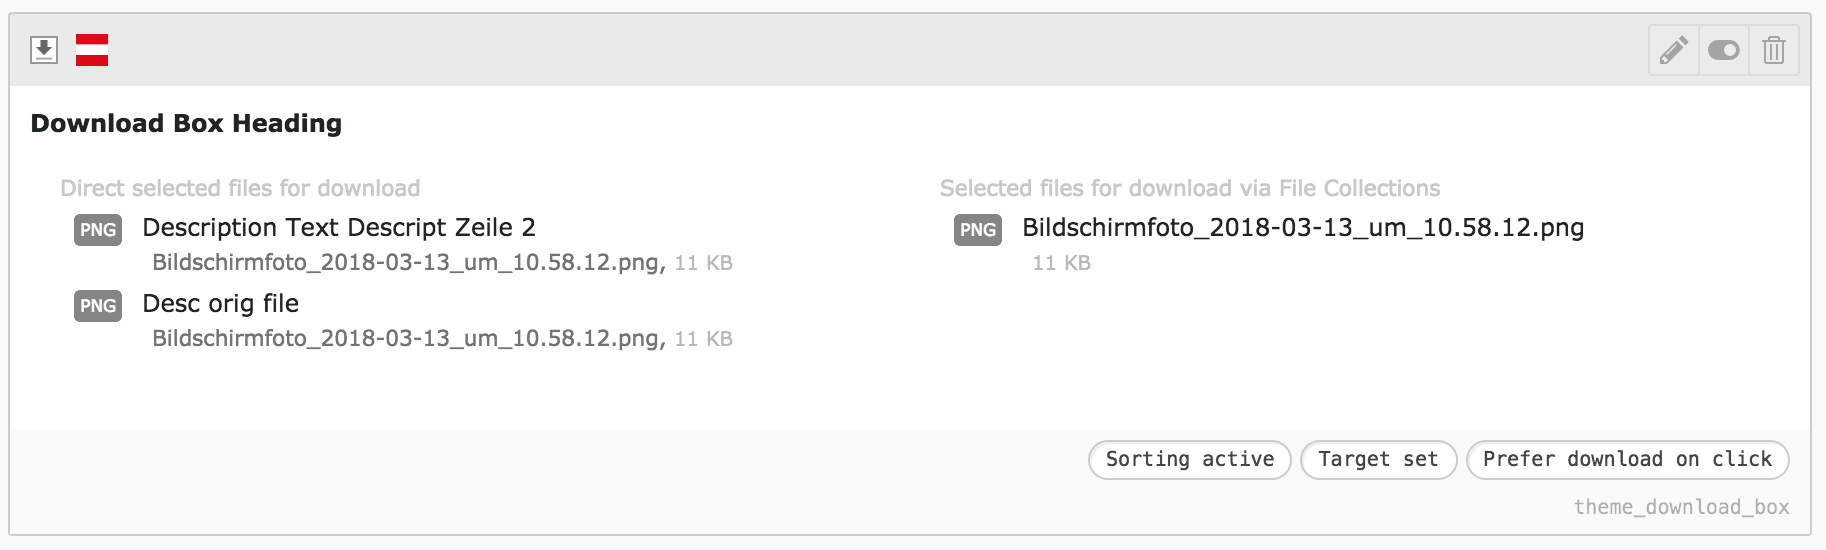 Download Box Heading
Direct selected files for download
PNG Description Text Descript Zeile 2
Bildschirmfoto_2018-03-13_um_10.58.12.png, 11 KB
PNG Desc orig file
Bildschirmfoto_2018-03-13_um_10.58.12.png, 11 KB
Selected files for download via File Collections
PNG Bildschirmfoto_2018-03-13_um_10.58.12.png
11 KB
Sorting active Target set Prefer download on click
theme_download_box